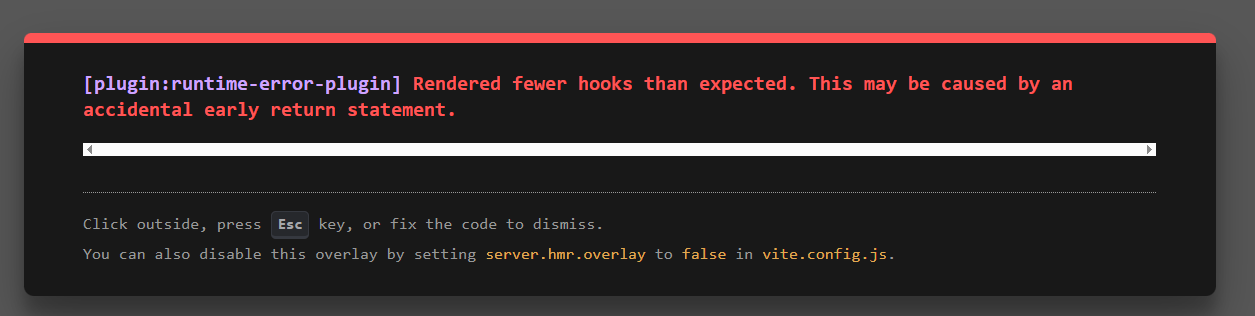 [plugin:runtime-error-plugin] Rendered fewer hooks than expected. This may be caused by an
accidental early return statement.
Click outside, press Esc key, or fix the code to dismiss.
You can also disable this overlay by setting server.hmr.overlay to false in vite.config.js.